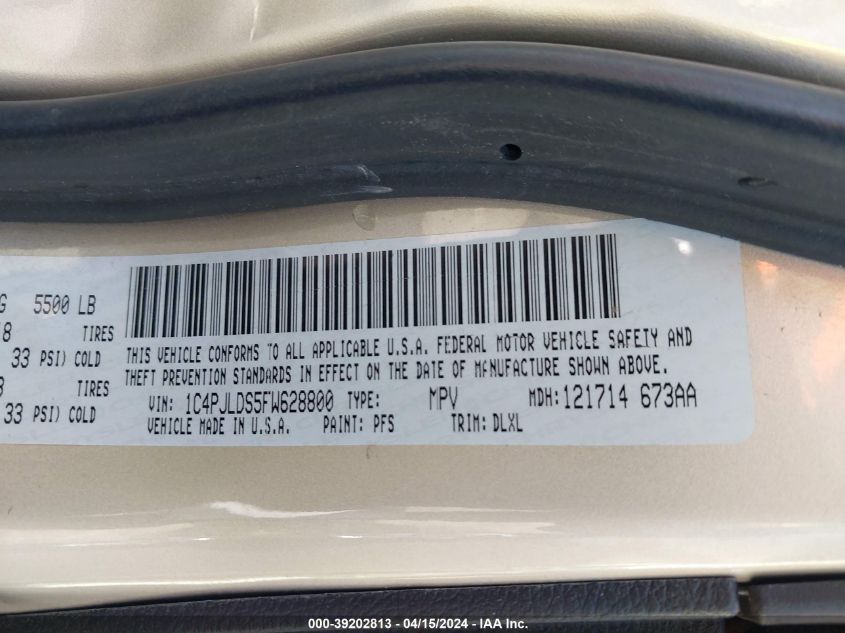 G 5500 LB
8 TIRES
33 PSI) COLD
TIRES
33 PSI) COLD
THIS VEHICLE CONFORMS TO ALL APPLICABLE U.S.A. FEDERAL MOTOR VEHICLE SAFETY AND
THEFT PREVENTION STANDARDS IN EFFECT ON THE DATE OF MANUFACTURE SHOWN ABOVE.
VIN: 1C4PJLDS5FW628800 TYPE: MPV MDH:121714 673AA
VEHICLE MADE IN U.S.A. PAINT: PFS TRIM: DLXL
000-39202813 - 04/15/2024 - © IAA Inc.